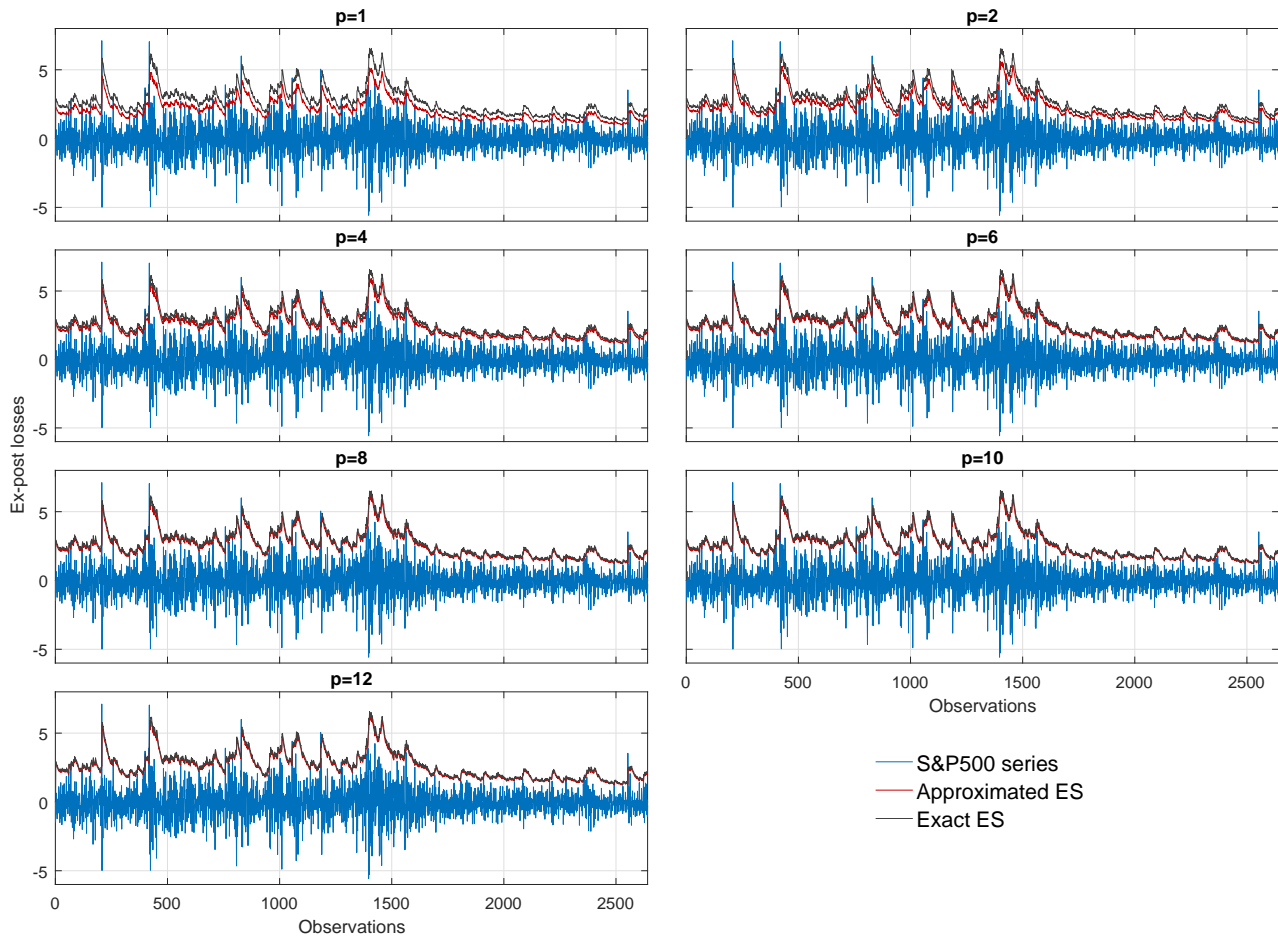 p=1
p=2
5
0
-5
p=4
p=6
5
0
-5
Ex-post losses
p=8
p=10
5
0
-5
0 500 1000 1500 2000 2500
Observations
p=12
5
0
-5
0 500 1000 1500 2000 2500
Observations
S&P500 series
Approximated ES
Exact ES